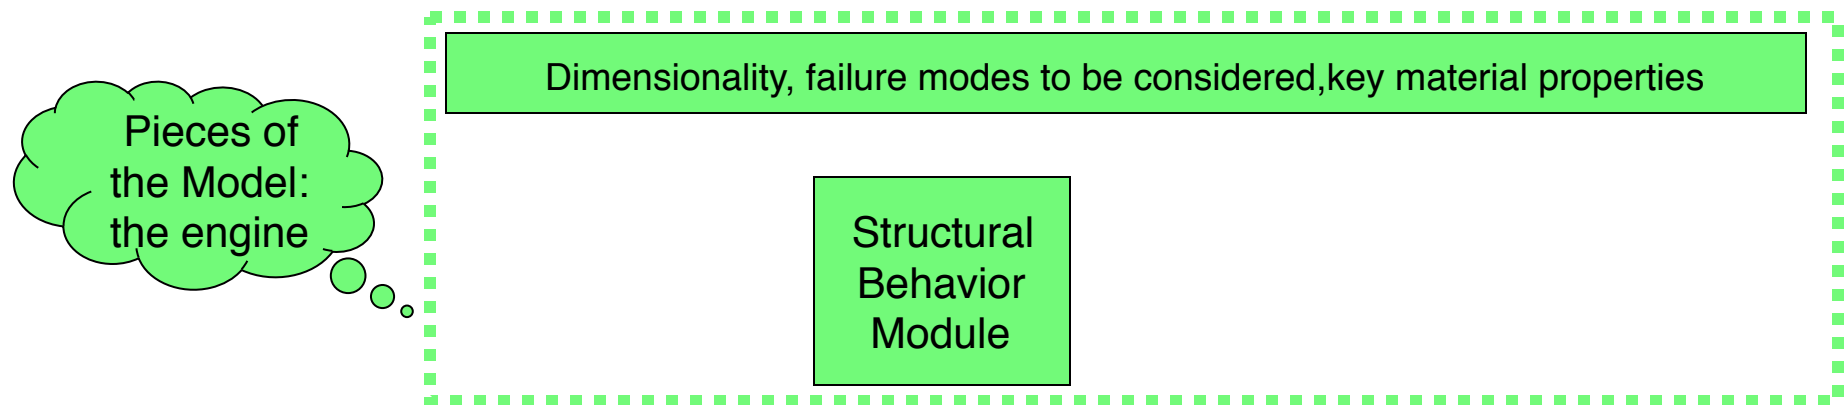 Dimensionality, failure modes to be considered,key material properties
Pieces of
the Model:
the engine
Structural
Behavior
Module